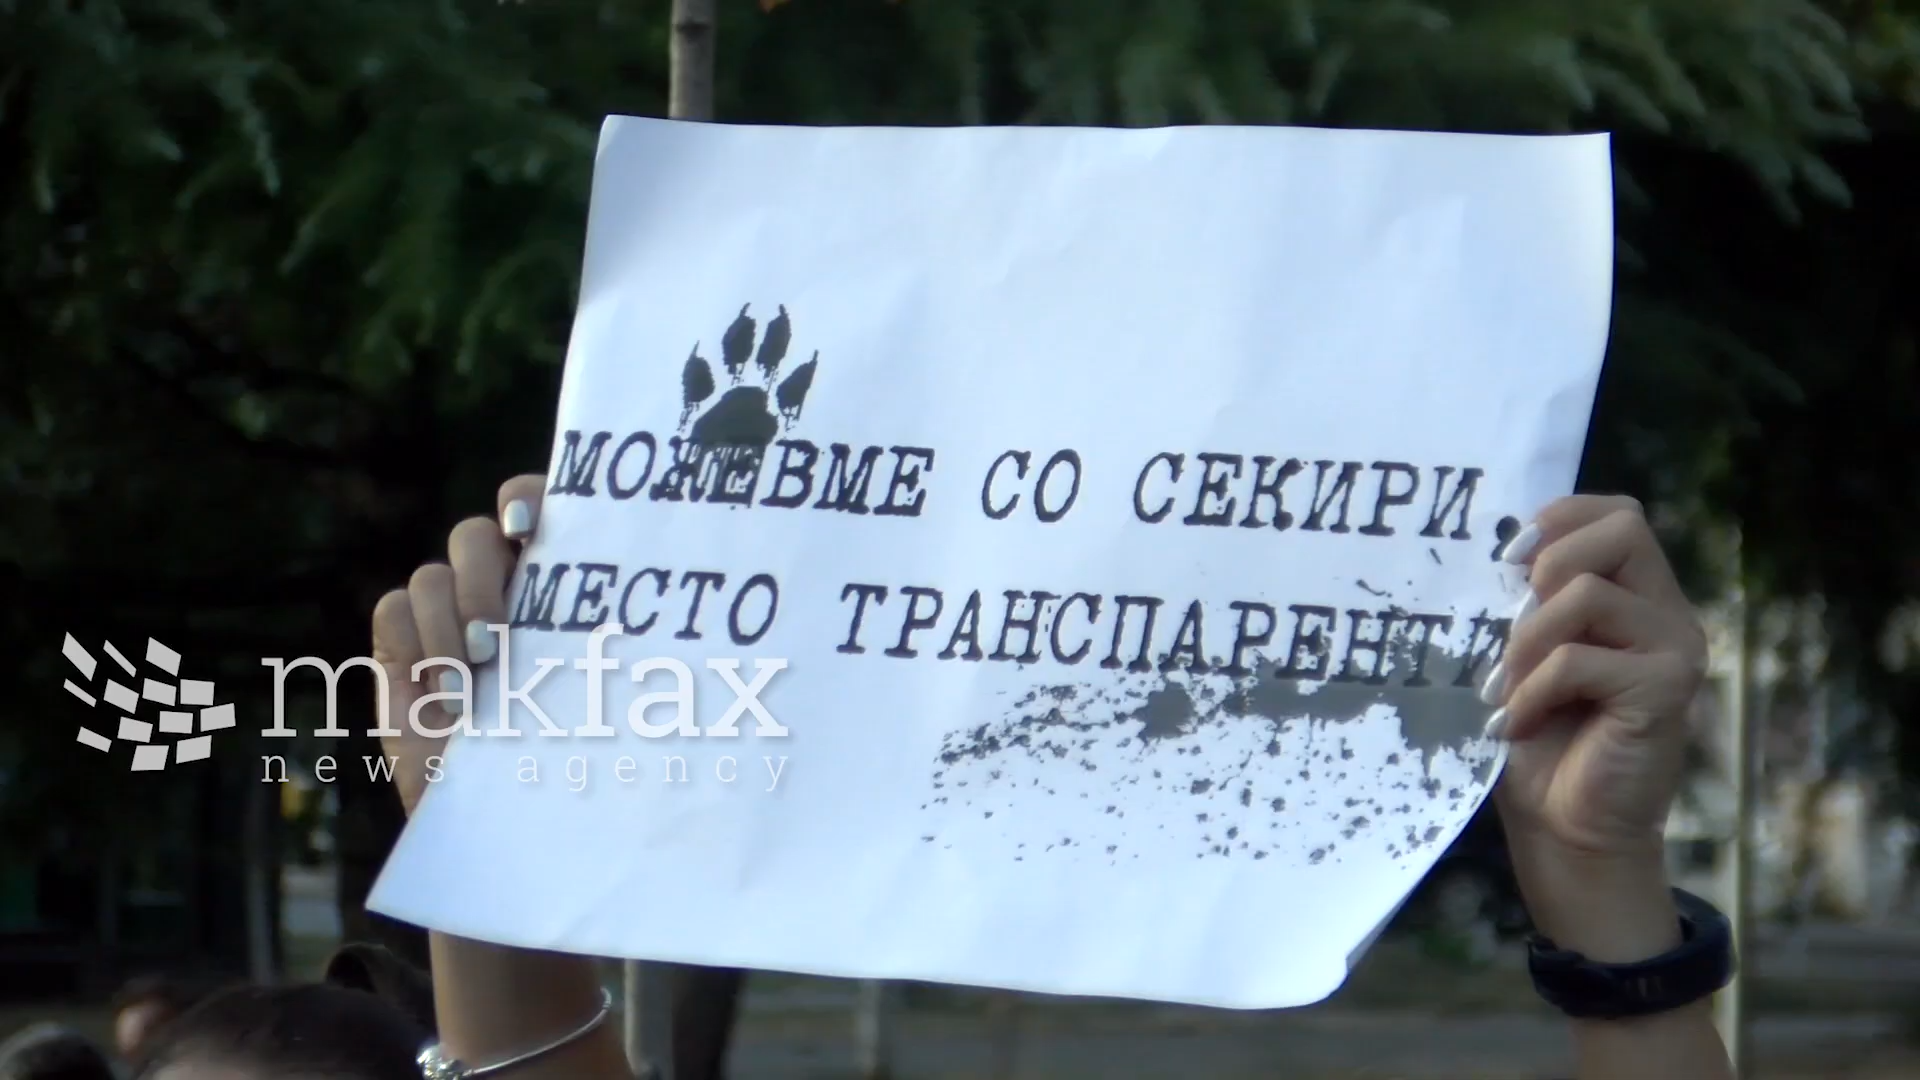 МОЖЕВМЕ СО СЕКИРИ,
МЕСТО ТРАНСПАРЕНТИ
makfax
news agency